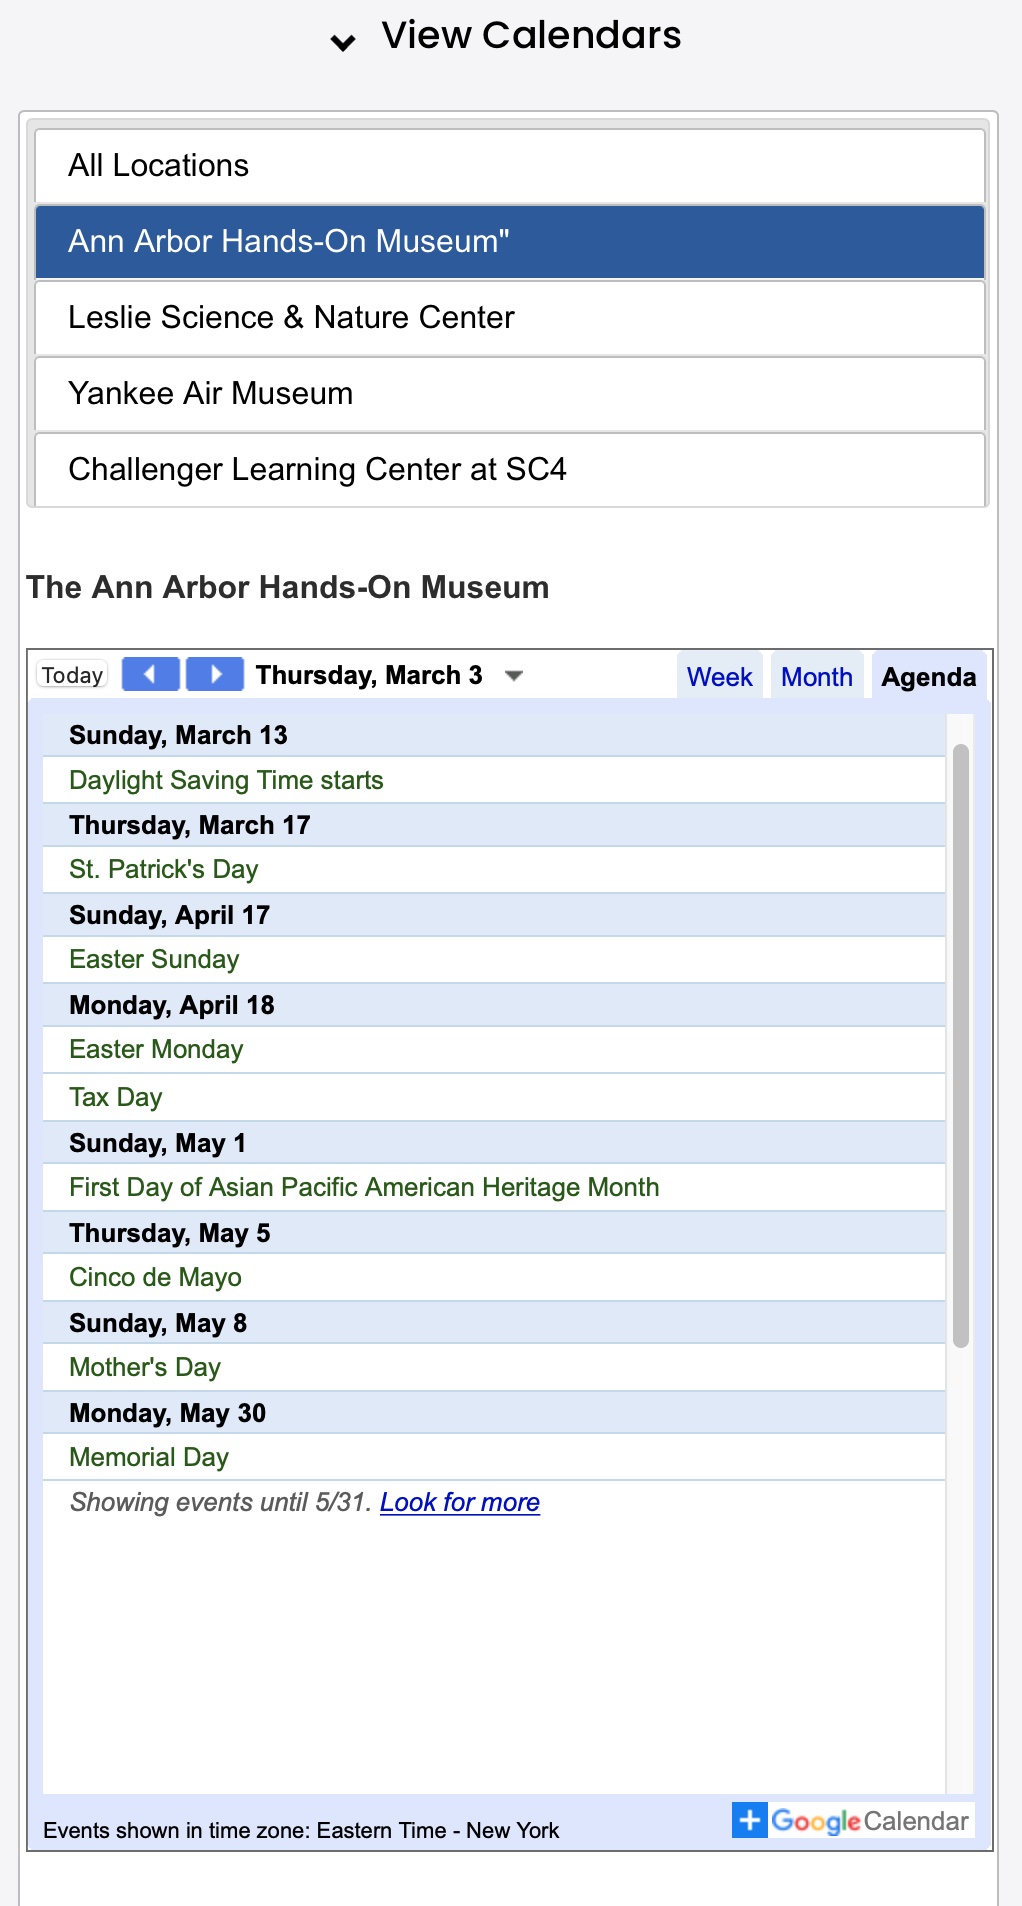 View Calendars
All Locations
Ann Arbor Hands-On Museum"
Leslie Science & Nature Center
Yankee Air Museum
Challenger Learning Center at SC4
The Ann Arbor Hands-On Museum
Today Thursday, March 3 Week Month Agenda
Sunday, March 13
Daylight Saving Time starts
Thursday, March 17
St. Patrick's Day
Sunday, April 17
Easter Sunday
Monday, April 18
Easter Monday
Tax Day
Sunday, May 1
First Day of Asian Pacific American Heritage Month
Thursday, May 5
Cinco de Mayo
Sunday, May 8
Mother's Day
Monday, May 30
Memorial Day
Showing events until 5/31. Look for more
Events shown in time zone: Eastern Time - New York
Google Calendar